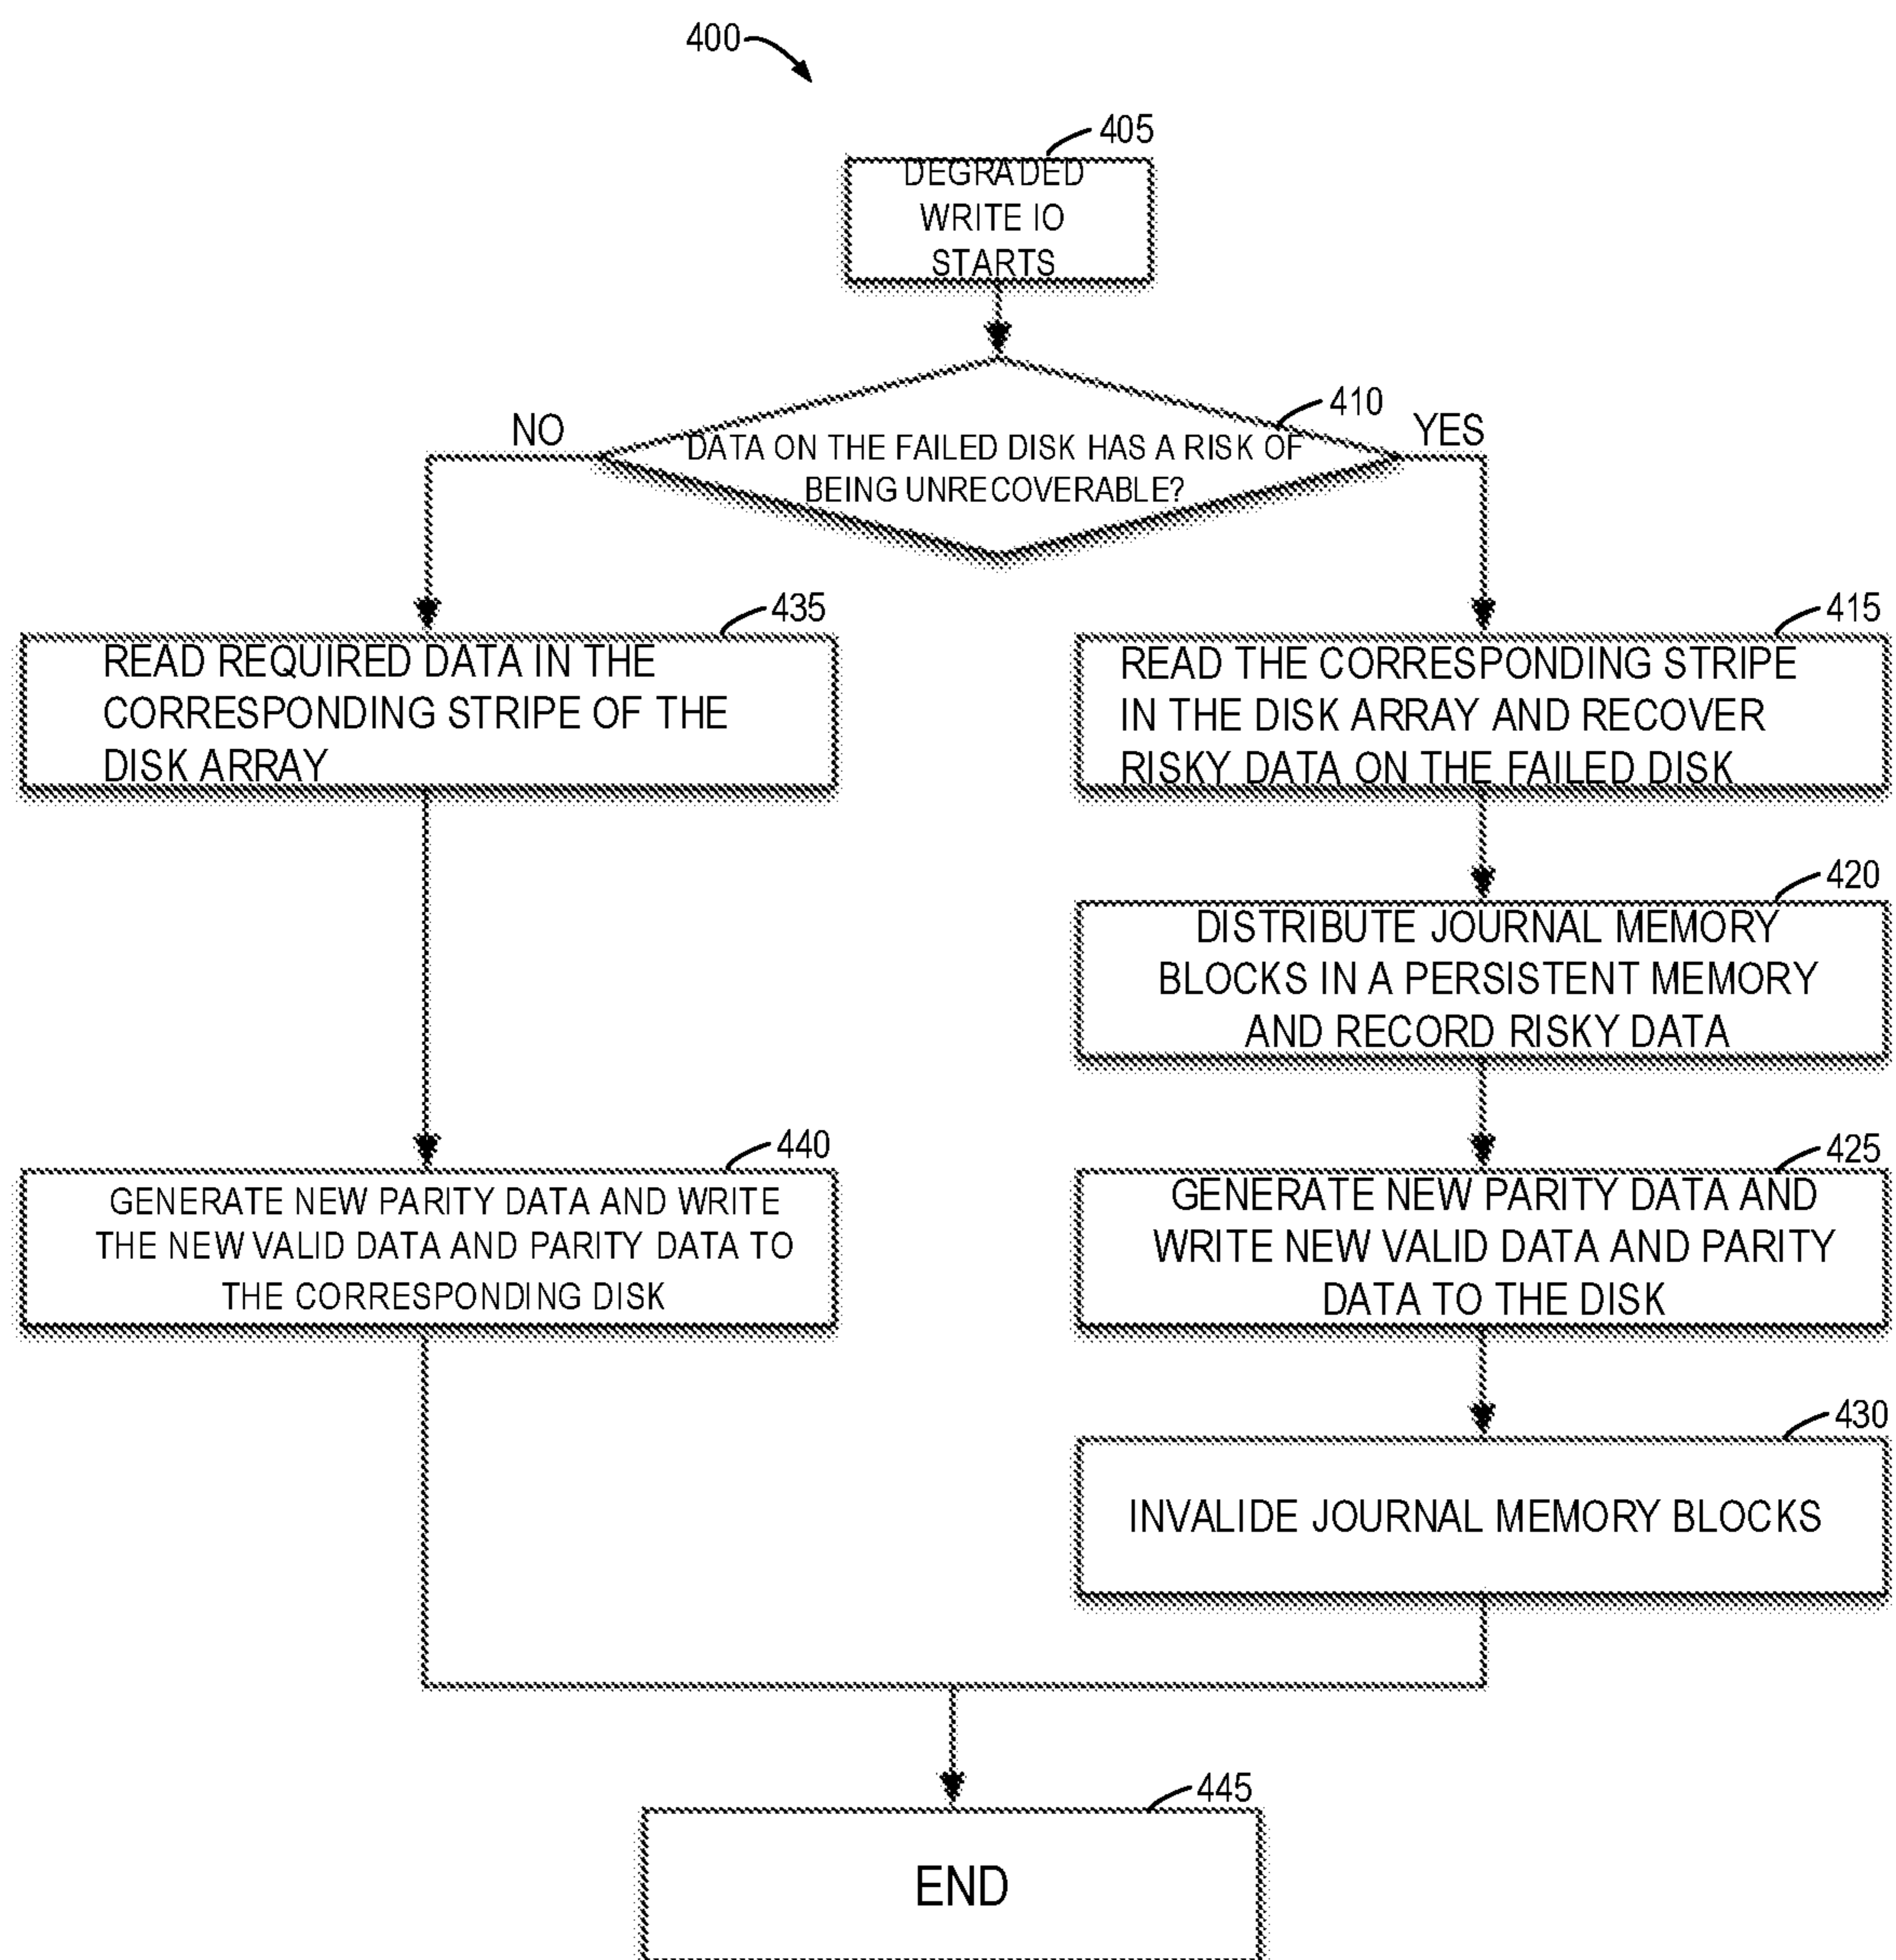 400
405
DEGRADED
WRITE IO
STARTS
410
NO
YES
DATA ON THE FAILED DISK HAS A RISK OF
BEING UNRECOVERABLE?
435
READ REQUIRED DATA IN THE
CORRESPONDING STRIPE OF THE
DISK ARRAY
415
READ THE CORRESPONDING STRIPE
IN THE DISK ARRAY AND RECOVER
RISKY DATA ON THE FAILED DISK
420
DISTRIBUTE JOURNAL MEMORY
BLOCKS IN A PERSISTENT MEMORY
AND RECORD RISKY DATA
440
GENERATE NEW PARITY DATA AND WRITE
THE NEW VALID DATA AND PARITY DATA TO
THE CORRESPONDING DISK
425
GENERATE NEW PARITY DATA AND
WRITE NEW VALID DATA AND PARITY
DATA TO THE DISK
430
INVALIDE JOURNAL MEMORY BLOCKS
445
END